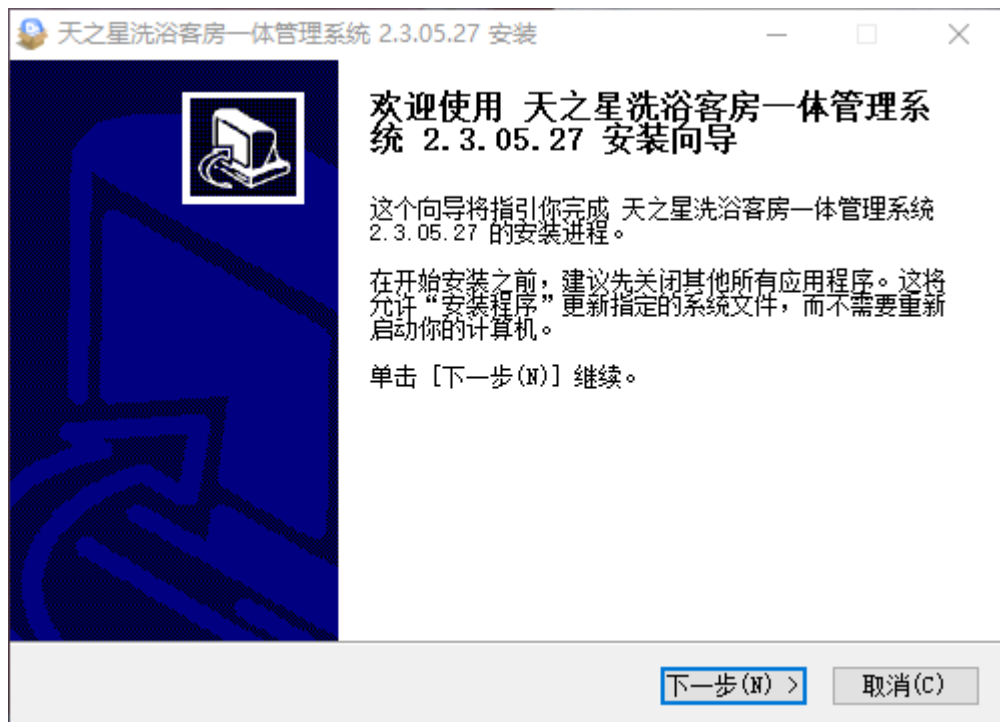 天之星洗浴客房一体管理系统 2.3.05.27 安装
欢迎使用 天之星洗浴客房一体管理系
统 2.3.05.27 安装向导
这个向导将指引你完成 天之星洗浴客房一体管理系统
2.3.05.27 的安装进程。
在开始安装之前，建议先关闭其他所有应用程序。这将
允许“安装程序”更新指定的系统文件，而不需要重新
启动你的计算机。
单击 [下一步(N)] 继续。
下一步(N) >
取消(C)